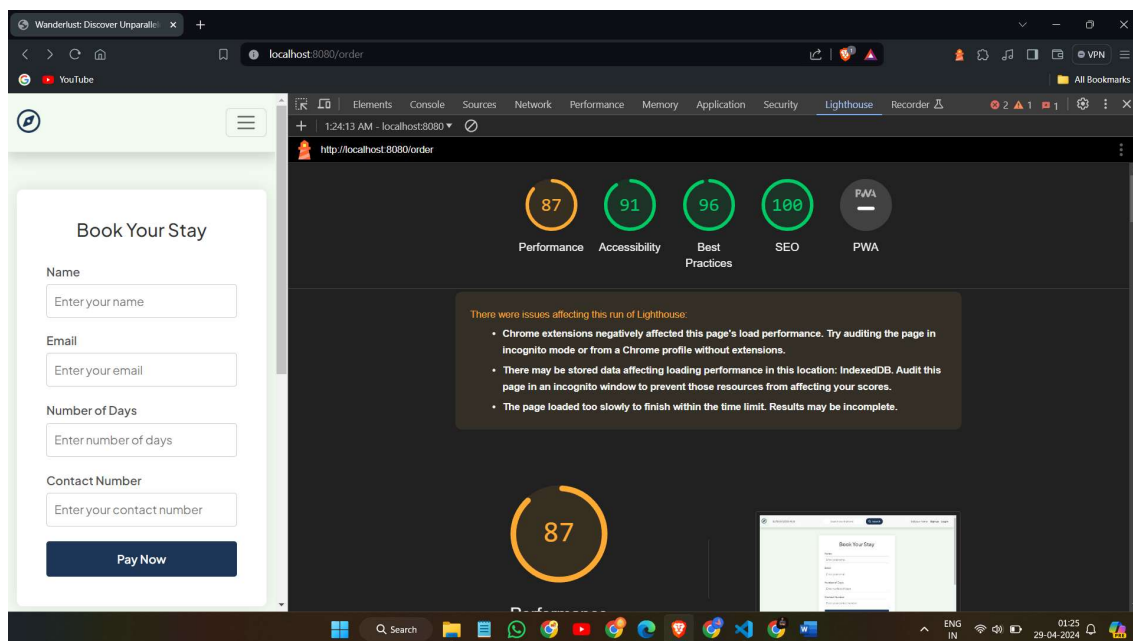 Wanderlust: Discover Unparallel
localhost:8080/order
VPN
YouTube
All Bookmarks
Elements Console Sources Network Performance Memory Application Security Lighthouse Recorder 2 1 1
1:24:13 AM - localhost:8080
http://localhost:8080/order
Book Your Stay
Name
Enter your name
Email
Enter your email
Number of Days
Enter number of days
Contact Number
Enter your contact number
Pay Now
87 91 96 100 PWA
Performance Accessibility Best Practices SEO PWA
There were issues affecting this run of Lighthouse:
• Chrome extensions negatively affected this page's load performance. Try auditing the page in
incognito mode or from a Chrome profile without extensions.
• There may be stored data affecting loading performance in this location: IndexedDB. Audit this
page in an incognito window to prevent those resources from affecting your scores.
• The page loaded too slowly to finish within the time limit. Results may be incomplete.
87
Performance
Book Your Stay
Search
ENG
IN
01:25
29-04-2024